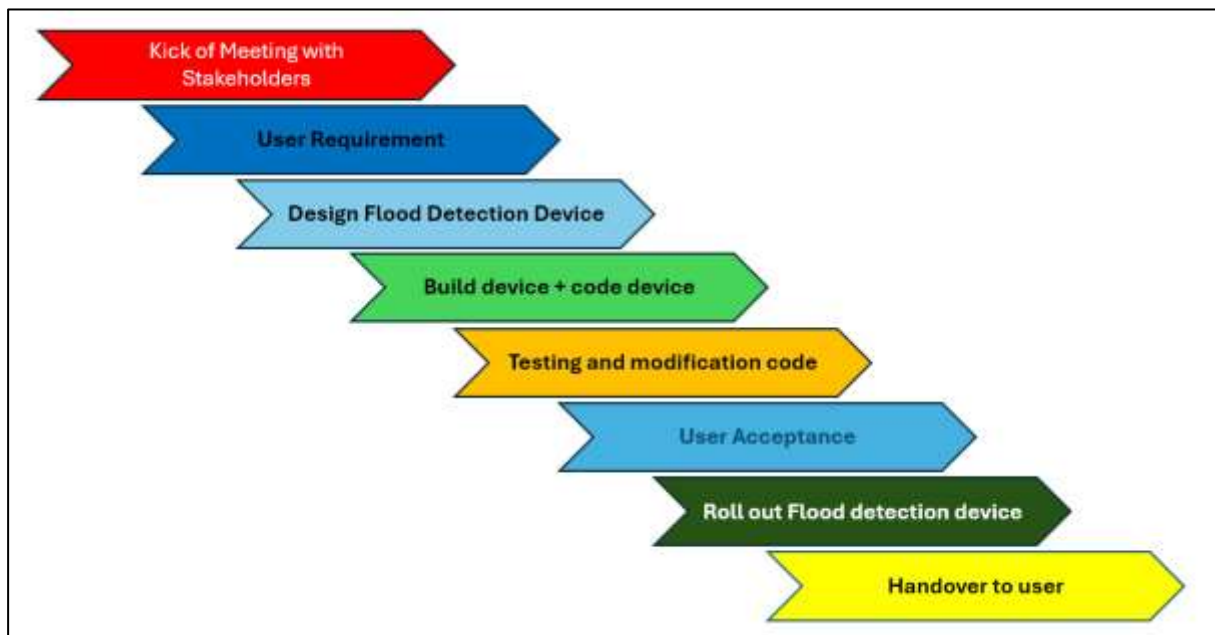 Kick of Meeting with
Stakeholders
User Requirement
Design Flood Detection Device
Build device + code device
Testing and modification code
User Acceptance
Roll out Flood detection device
Handover to user